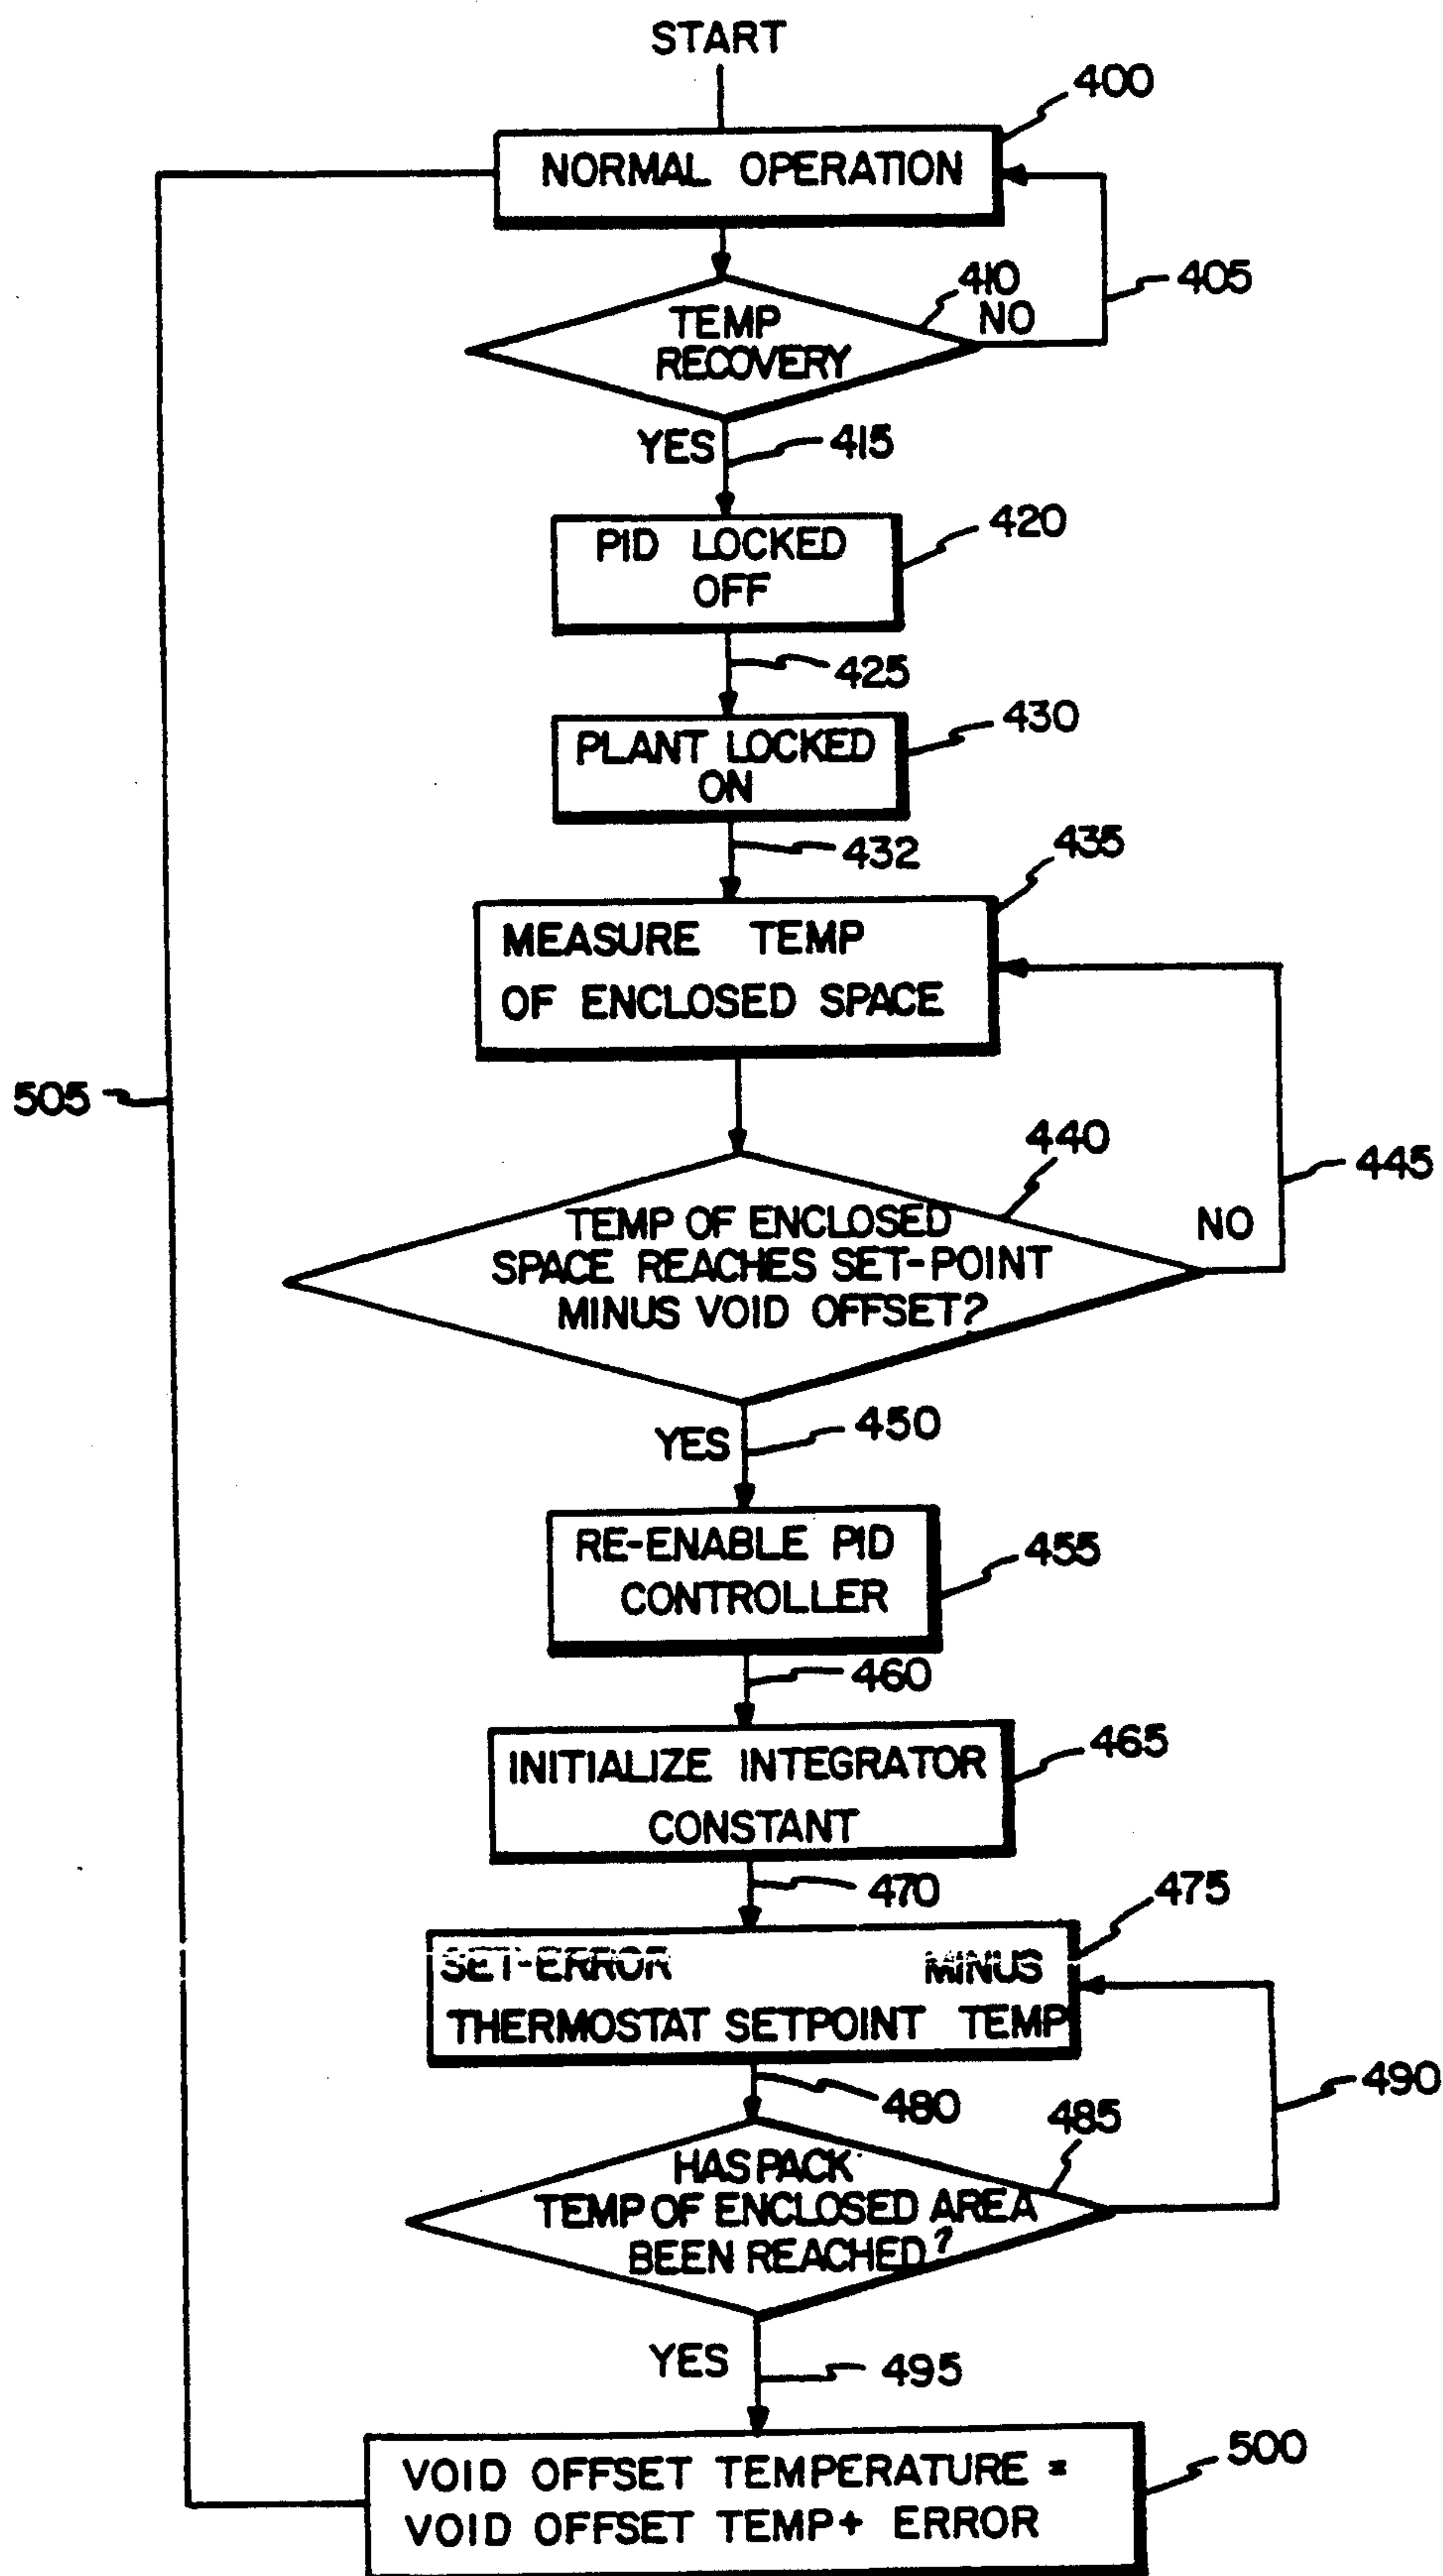 START
400
NORMAL OPERATION
410
405
TEMP
RECOVERY
NO
YES
415
PID LOCKED
OFF
420
425
PLANT LOCKED
ON
430
432
435
MEASURE TEMP
OF ENCLOSED SPACE
505
440
445
TEMP OF ENCLOSED
SPACE REACHES SET-POINT
MINUS VOID OFFSET?
NO
YES
450
RE-ENABLE PID
CONTROLLER
455
460
INITIALIZE INTEGRATOR
CONSTANT
465
470
475
SET-ERROR MINUS
THERMOSTAT SETPOINT TEMP
480
485
490
HAS PACK
TEMP OF ENCLOSED AREA
BEEN REACHED?
YES
495
VOID OFFSET TEMPERATURE =
VOID OFFSET TEMP+ ERROR
500